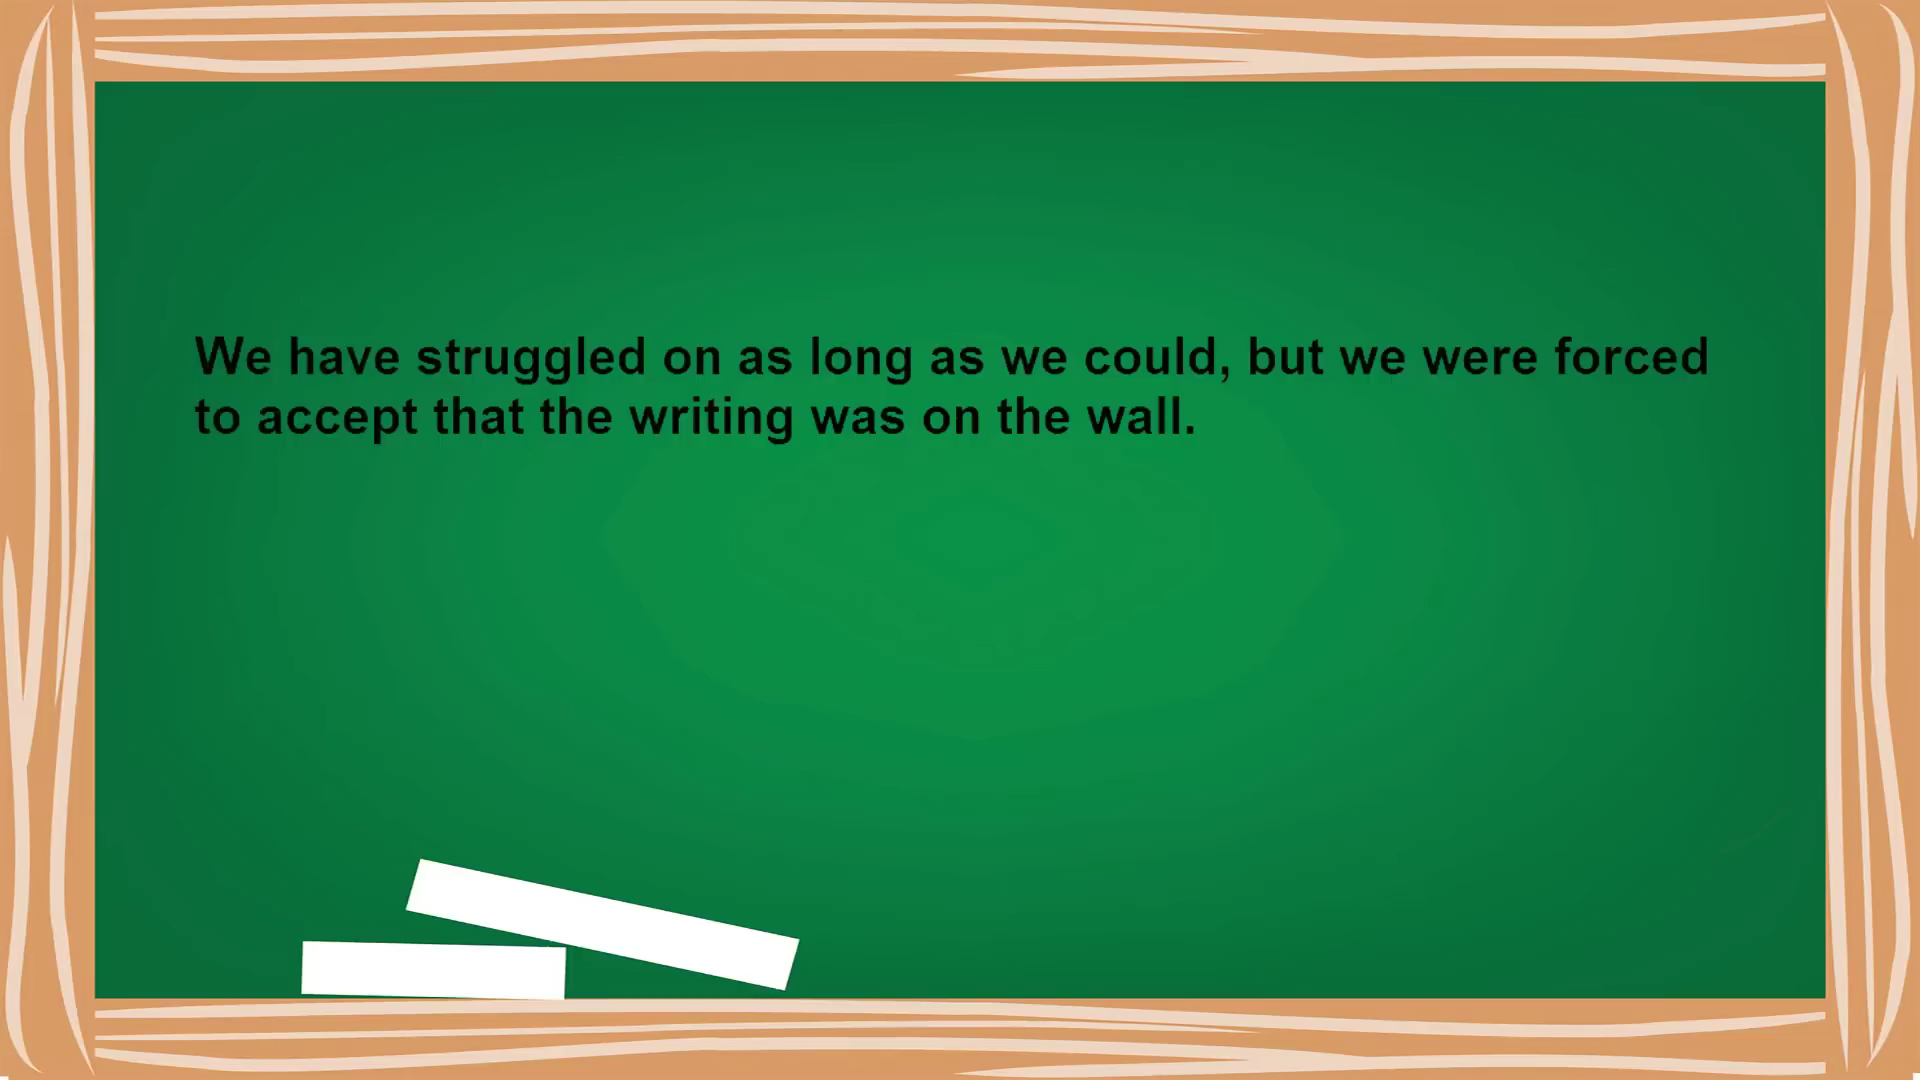 We have struggled on as long as we could, but we were forced
to accept that the writing was on the wall.